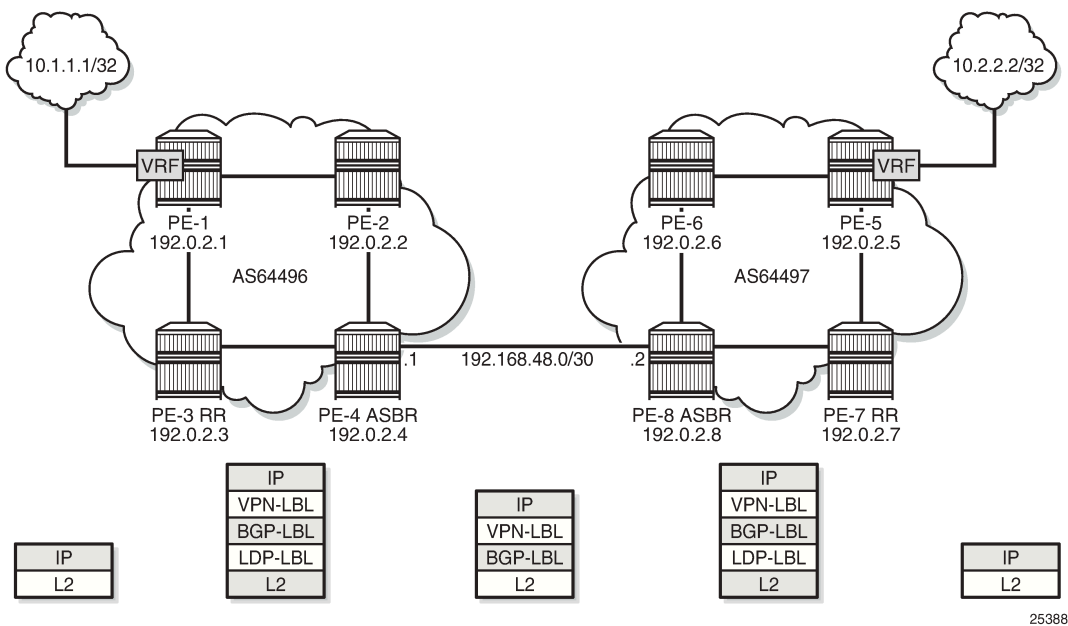 10.1.1.1/32
10.2.2.2/32
VRF
VRF
PE-1
192.0.2.1
PE-2
192.0.2.2
PE-6
192.0.2.6
PE-5
192.0.2.5
AS64496
AS64497
.1
192.168.48.0/30
.2
PE-3 RR
192.0.2.3
PE-4 ASBR
192.0.2.4
PE-8 ASBR
192.0.2.8
PE-7 RR
192.0.2.7
IP
L2
IP
VPN-LBL
BGP-LBL
LDP-LBL
L2
IP
VPN-LBL
BGP-LBL
L2
IP
VPN-LBL
BGP-LBL
LDP-LBL
L2
IP
L2
25388